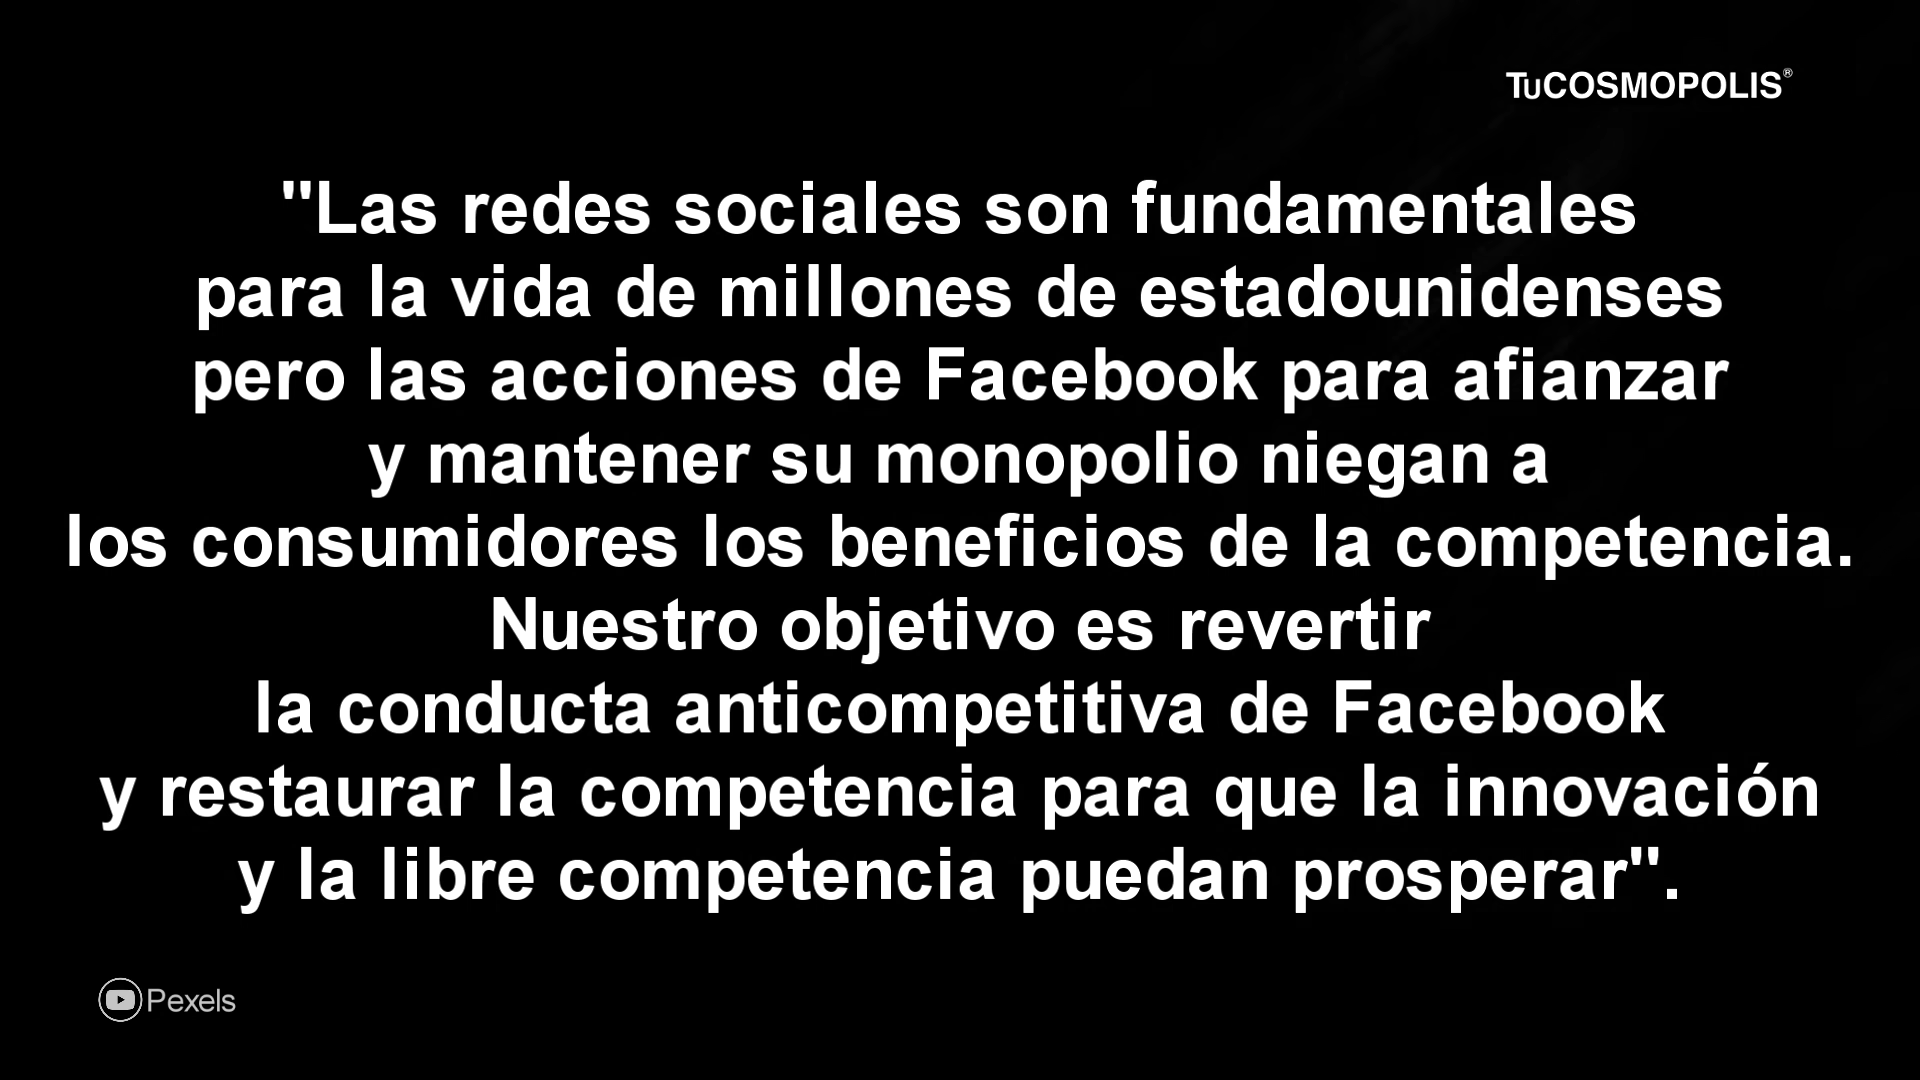 TuCOSMOPOLIS®
"Las redes sociales son fundamentales
para la vida de millones de estadounidenses
pero las acciones de Facebook para afianzar
y mantener su monopolio niegan a
los consumidores los beneficios de la competencia.
Nuestro objetivo es revertir
la conducta anticompetitiva de Facebook
y restaurar la competencia para que la innovación
y la libre competencia puedan prosperar".
Pexels